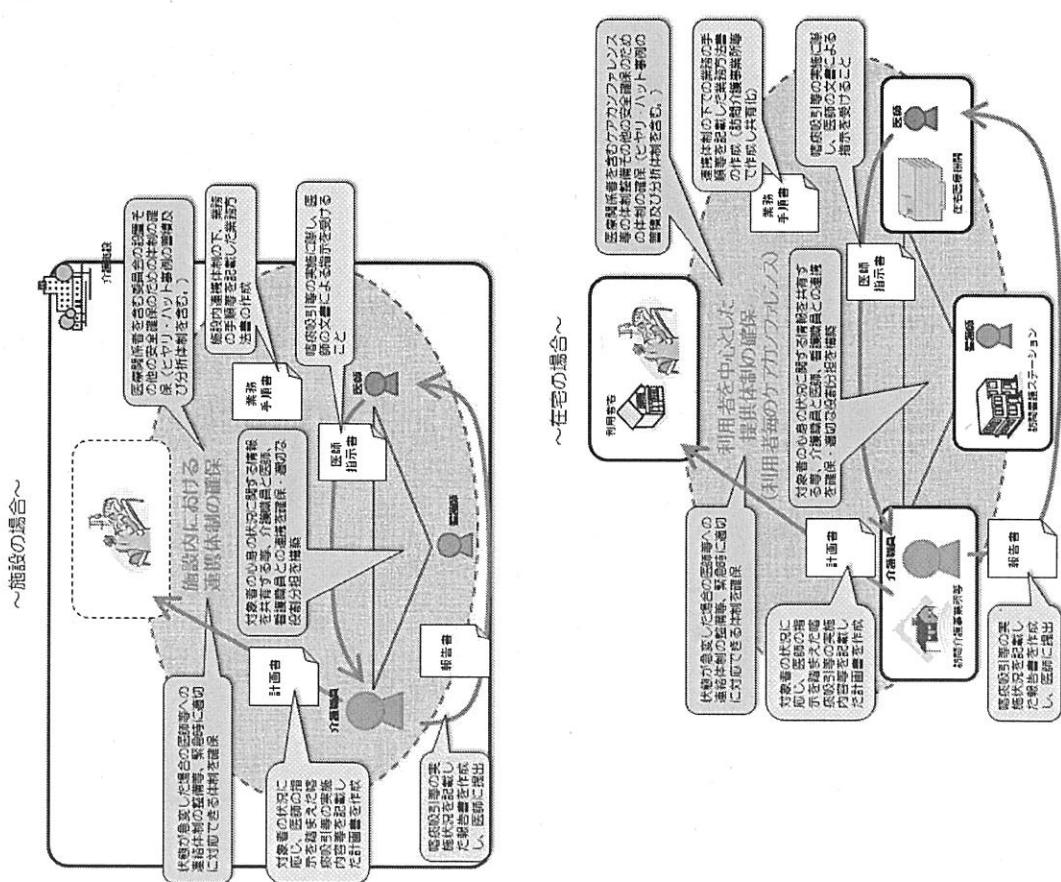 ～施設の場合～
介護施設
医療関係者を含む委員会の設置そ
の他の安全確保のための体制の確
保（ヒヤリ・ハット事例の蓄積及
び分析体制を含む。）
施設内連携体制の下、業務
の手順等を記載した業務方
法書の作成
業務
手順書
喀痰吸引等の実施に際し、医
師の文書による指示を受ける
こと
医師
指示書
医師
施設内における
連携体制の確保
対象者の心身の状況に関する情報
を共有する等、介護職員と医師、
看護職員との連携を確保・適切な
役割分担を構築
看護師
状態が急変した場合の医師等への
連絡体制の整備等、緊急時に適切
に対応できる体制を確保
計画書
対象者の状況に
応じ、医師の指
示を踏まえた喀
痰吸引等の実施
内容等を記載し
た計画書を作成
介護職員
報告書
喀痰吸引等の実
施状況を記載し
た報告書を作成
し、医師に提出
～在宅の場合～
利用者宅
医療関係者を含むケアカンファレンス
等の体制整備その他の安全確保のため
の体制の確保（ヒヤリ・ハット事例の
蓄積及び分析体制を含む。）
連携体制の下での業務の手
順等を記載した業務方法書
の作成（訪問介護事業所等
で作成し共有化）
業務
手順書
喀痰吸引等の実施に際
し、医師の文書による
指示を受けること
医師
指示書
医師
在宅医療機関
利用者を中心とした
提供体制の確保
（利用者毎のケアカンファレンス）
対象者の心身の状況に関する情報を共有す
る等、介護職員と医師、看護職員との連携
を確保・適切な役割分担を構築
看護師
訪問看護ステーション
状態が急変した場合の医師等への
連絡体制の整備等、緊急時に適切
に対応できる体制を確保
計画書
対象者の状況に
応じ、医師の指
示を踏まえた喀
痰吸引等の実施
内容等を記載し
た計画書を作成
介護職員
訪問介護事業所等
報告書
喀痰吸引等の実
施状況を記載し
た報告書を作成
し、医師に提出